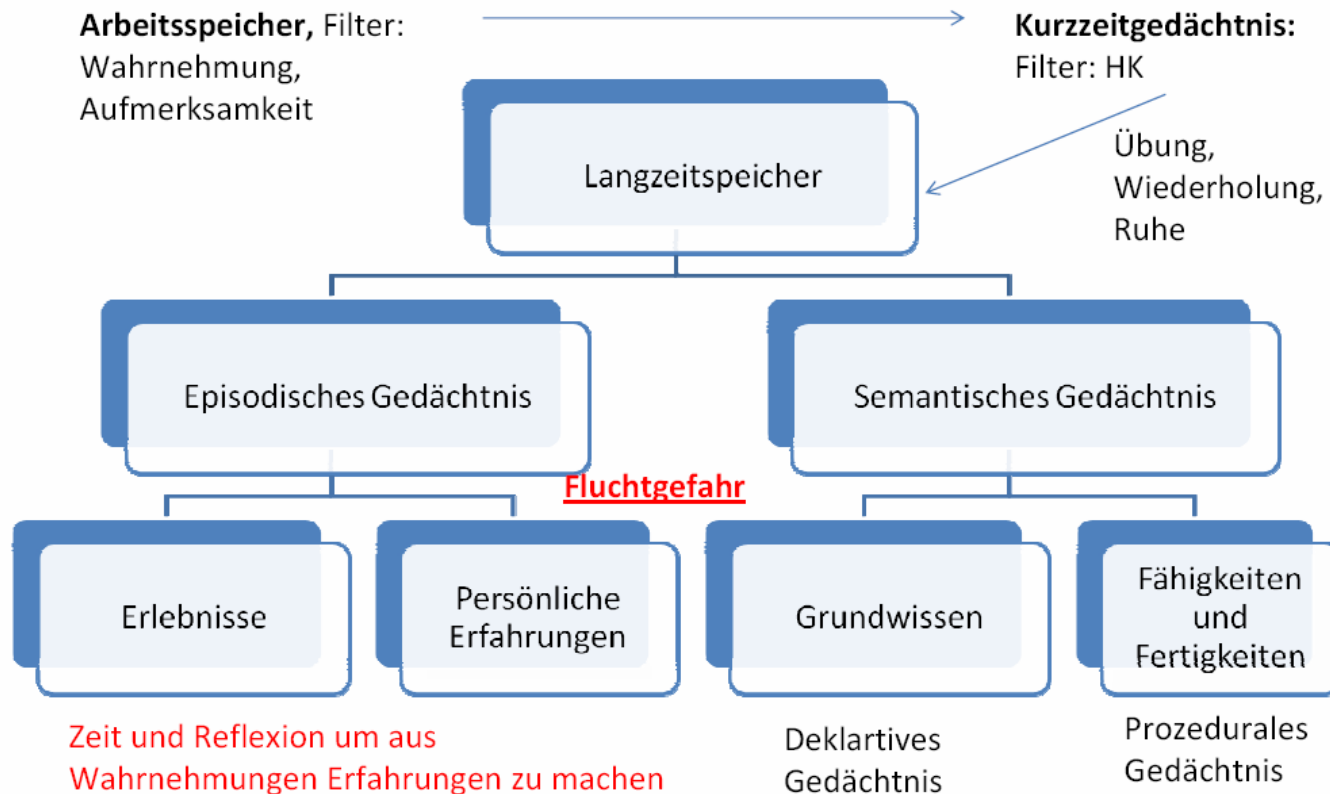 Arbeitsspeicher, Filter:
Wahrnehmung,
Aufmerksamkeit
Kurzzeitgedächtnis:
Filter: HK
Übung,
Wiederholung,
Ruhe
Langzeitspeicher
Episodisches Gedächtnis
Semantisches Gedächtnis
Fluchtgefahr
Erlebnisse
Persönliche
Erfahrungen
Grundwissen
Fähigkeiten
und
Fertigkeiten
Zeit und Reflexion um aus
Wahrnehmungen Erfahrungen zu machen
Deklartives
Gedächtnis
Prozedurales
Gedächtnis